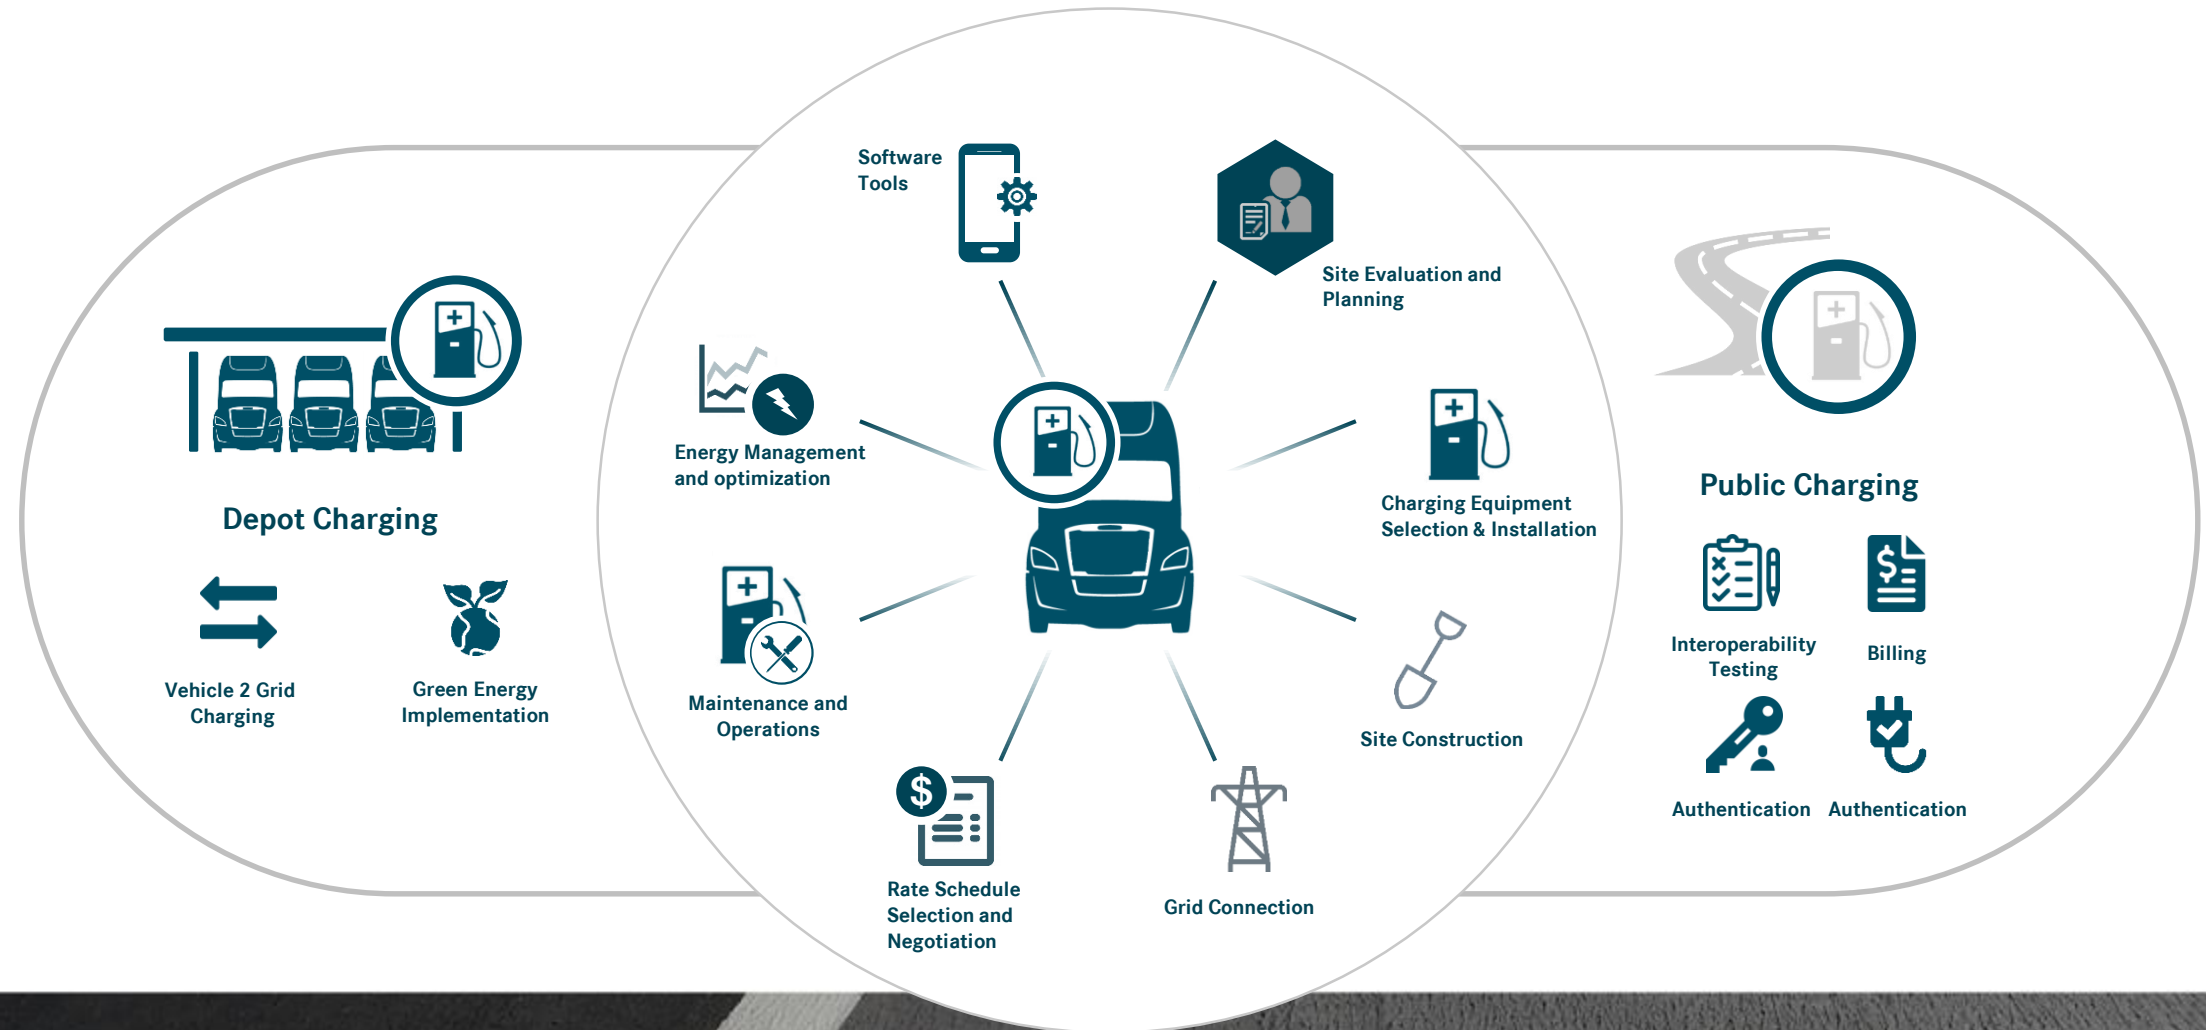 Software
Tools
Site Evaluation and
Planning
Energy Management
and optimization
Charging Equipment
Selection & Installation
Maintenance and
Operations
Site Construction
$
Rate Schedule
Selection and
Negotiation
Grid Connection
Depot Charging
Vehicle 2 Grid
Charging
Green Energy
Implementation
Public Charging
Interoperability
Testing
$
Billing
Authentication
Authentication